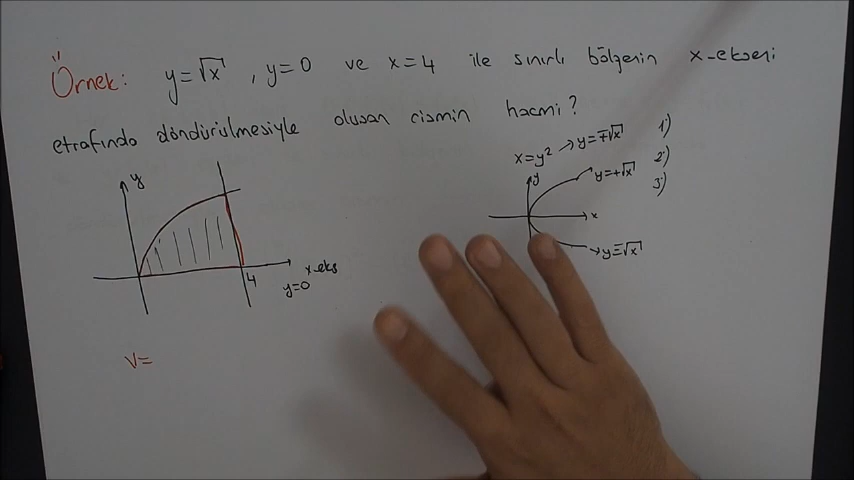 Örnek: y=√x , y=0 ve x=4 ile sınırlı bölgenin x-ekseni
etrafında döndürülmesiyle oluşan cismin hacmi?
x=y² → y=∓√x
1)
2)
3)
y
y=+√x
x
y=-√x
y
4
x-eks
y=0
V=